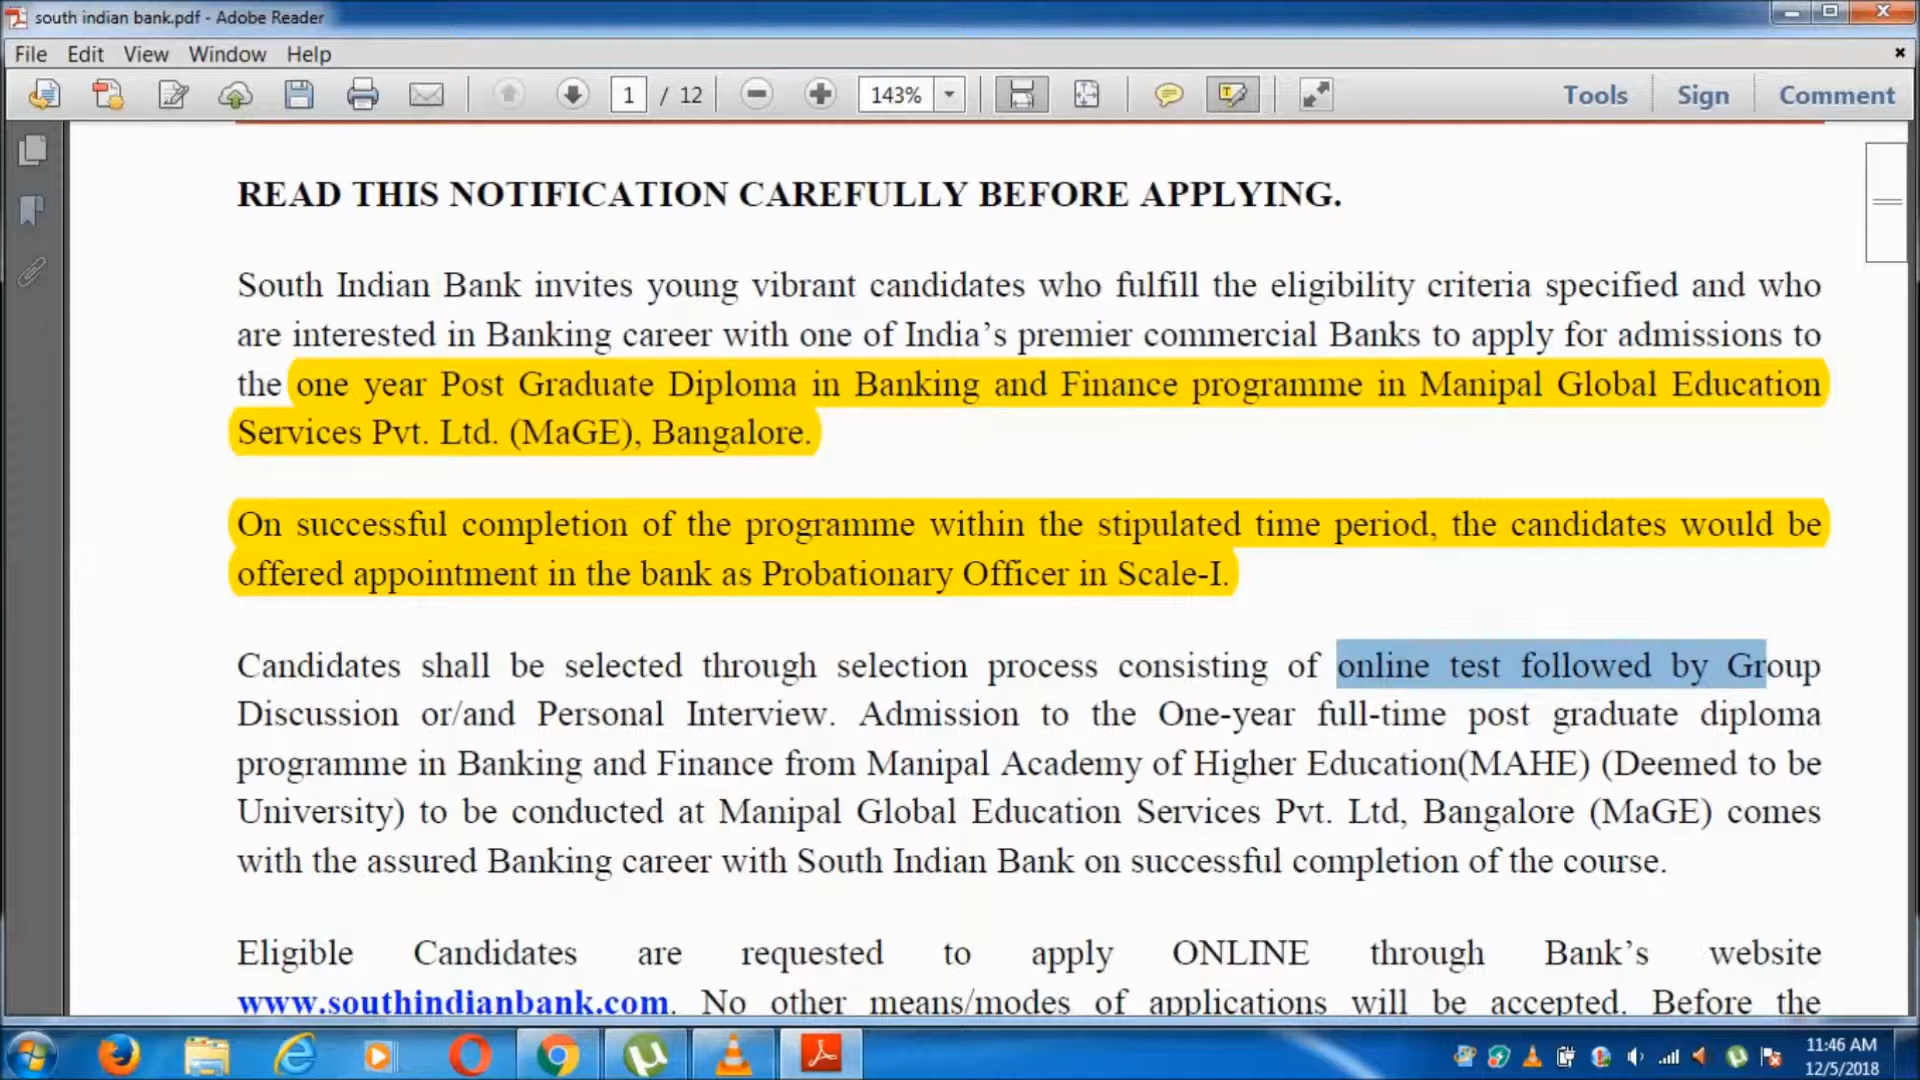 south indian bank.pdf - Adobe Reader
File Edit View Window Help
1 / 12 143% Tools Sign Comment
READ THIS NOTIFICATION CAREFULLY BEFORE APPLYING.
South Indian Bank invites young vibrant candidates who fulfill the eligibility criteria specified and who
are interested in Banking career with one of India’s premier commercial Banks to apply for admissions to
the one year Post Graduate Diploma in Banking and Finance programme in Manipal Global Education
Services Pvt. Ltd. (MaGE), Bangalore.
On successful completion of the programme within the stipulated time period, the candidates would be
offered appointment in the bank as Probationary Officer in Scale-I.
Candidates shall be selected through selection process consisting of online test followed by Group
Discussion or/and Personal Interview. Admission to the One-year full-time post graduate diploma
programme in Banking and Finance from Manipal Academy of Higher Education(MAHE) (Deemed to be
University) to be conducted at Manipal Global Education Services Pvt. Ltd, Bangalore (MaGE) comes
with the assured Banking career with South Indian Bank on successful completion of the course.
Eligible Candidates are requested to apply ONLINE through Bank’s website
www.southindianbank.com. No other means/modes of applications will be accepted. Before the
11:46 AM
12/5/2018